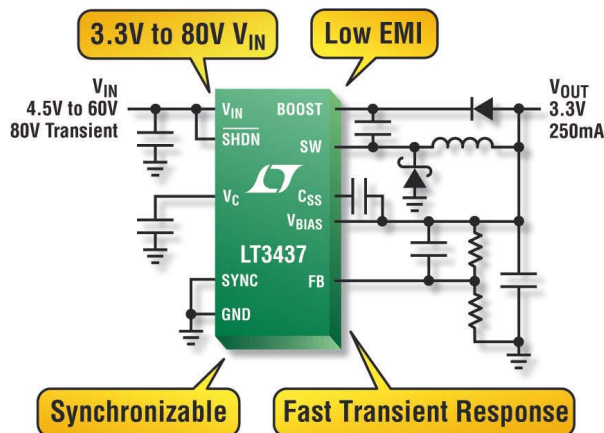 3.3V to 80V VIN
Low EMI
VIN
4.5V to 60V
80V Transient
VOUT
3.3V
250mA
VIN
BOOST
SHDN
SW
VC
CSS
VBIAS
LT3437
SYNC
FB
GND
Synchronizable
Fast Transient Response